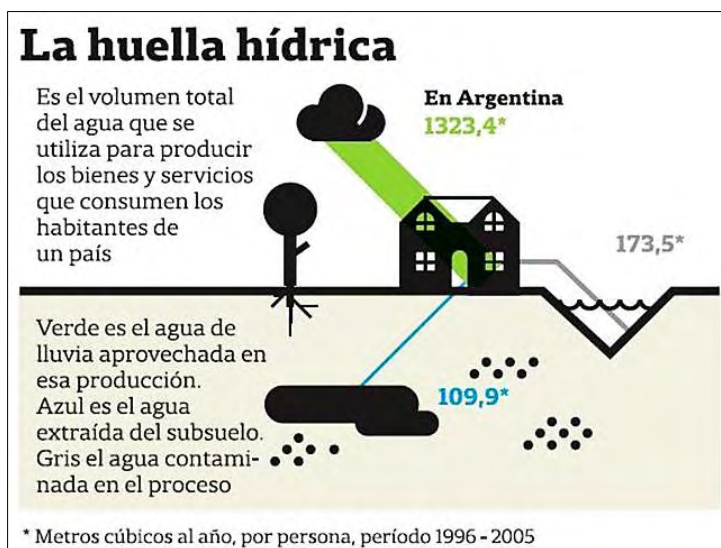 La huella hídrica
Es el volumen total
del agua que se
utiliza para producir
los bienes y servicios
que consumen los
habitantes de
un país
En Argentina
1323,4*
173,5*
Verde es el agua de
lluvia aprovechada en
esa producción.
Azul es el agua
extraída del subsuelo.
Gris el agua contami-
nada en el proceso
109,9*
* Metros cúbicos al año, por persona, período 1996 - 2005